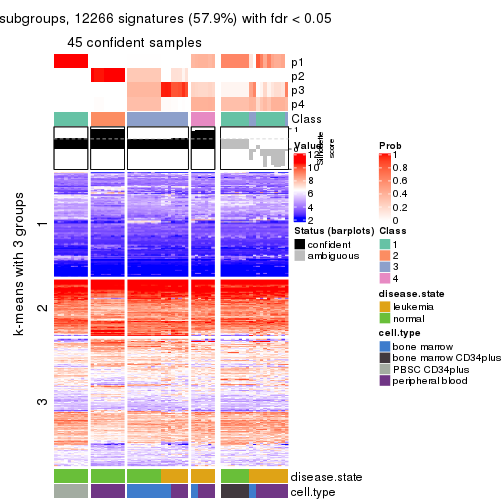 subgroups, 12266 signatures (57.9%) with fdr < 0.05
45 confident samples
p1
p2
p3
p4
Class
1
Silhouette
score
k-means with 3 groups
1
2
3
disease.state
cell.type
Value
12
10
8
6
4
2
Status (barplots)
confident
ambiguous
Prob
1
0.8
0.6
0.4
0.2
0
Class
1
2
3
4
disease.state
leukemia
normal
cell.type
bone marrow
bone marrow CD34plus
PBSC CD34plus
peripheral blood